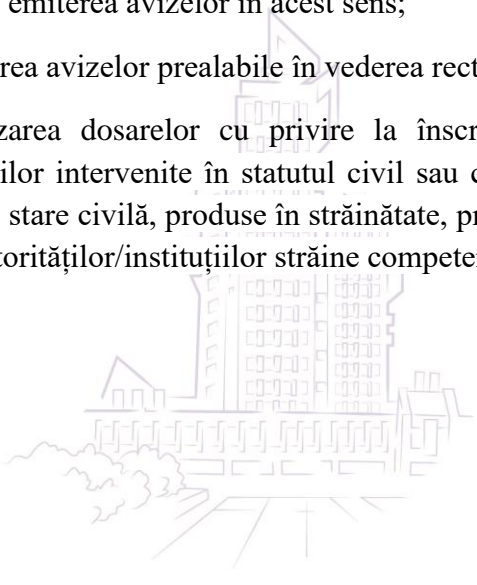 emiterea avizelor în acest sens;
rea avizelor prealabile în vederea rect
zarea dosarelor cu privire la înscr
ilor intervenite în statutul civil sau c
stare civilă, produse în străinătate, pr
torităților/instituțiilor străine compete